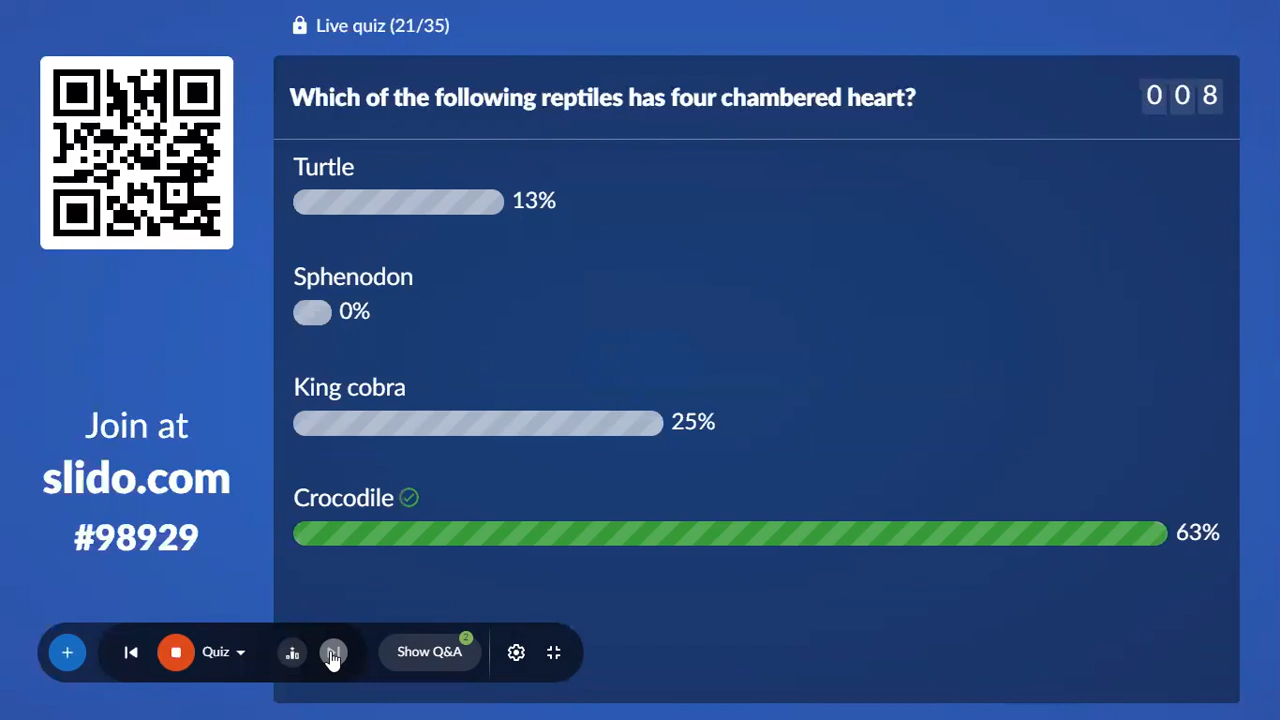 Live quiz (21/35)
Which of the following reptiles has four chambered heart?
008
Turtle
13%
Sphenodon
0%
King cobra
25%
Crocodile
63%
Join at
slido.com
#98929
Quiz
Show Q&A
2